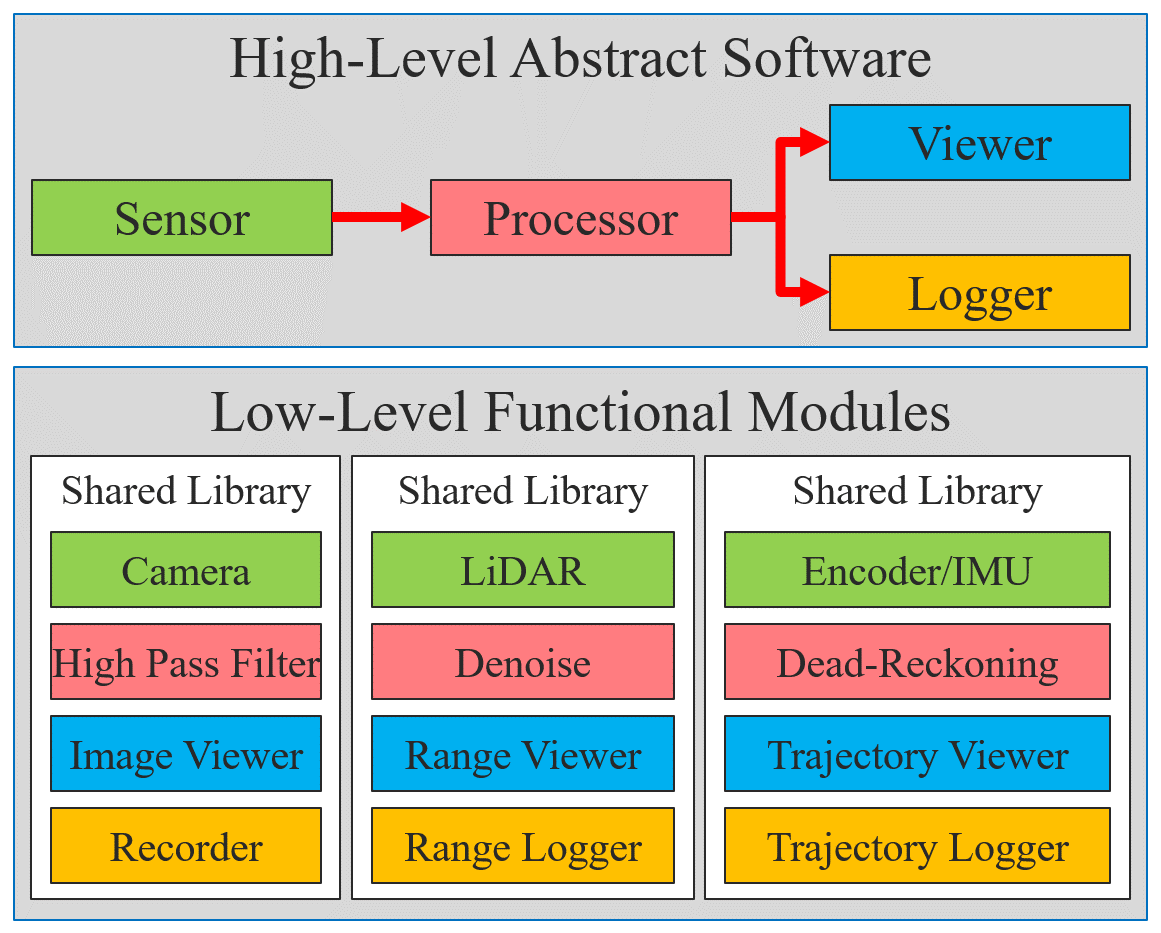 High-Level Abstract Software
Viewer
Sensor
Processor
Logger
Low-Level Functional Modules
Shared Library
Camera
High Pass Filter
Image Viewer
Recorder
Shared Library
LiDAR
Denoise
Range Viewer
Range Logger
Shared Library
Encoder/IMU
Dead-Reckoning
Trajectory Viewer
Trajectory Logger